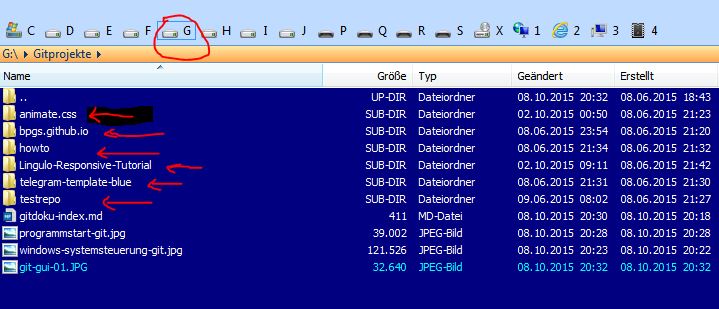 C D E F G H I J P R S X 1 2 3 4
G:\ Gitprojekte
Name Größe Typ Geändert Erstellt
.. UP-DIR Dateiordner 08.10.2015 20:32 08.06.2015 18:43
animate.css SUB-DIR Dateiordner 02.10.2015 00:50 08.06.2015 21:23
bpgs.github.io SUB-DIR Dateiordner 08.06.2015 23:54 08.06.2015 21:20
howto SUB-DIR Dateiordner 08.06.2015 21:34 08.06.2015 21:32
Lingulo-Responsive-Tutorial SUB-DIR Dateiordner 02.10.2015 09:11 08.06.2015 21:42
telegram-template-blue SUB-DIR Dateiordner 08.06.2015 21:31 08.06.2015 21:30
testrepo SUB-DIR Dateiordner 09.06.2015 08:02 08.06.2015 21:27
gitdoku-index.md 411 MD-Datei 08.10.2015 20:30 08.10.2015 20:18
programmstart-git.jpg 39.002 JPEG-Bild 08.10.2015 20:28 08.10.2015 20:28
windows-systemsteuerung-git.jpg 121.526 JPEG-Bild 08.10.2015 20:23 08.10.2015 20:22
git-gui-01.JPG 32.640 JPEG-Bild 08.10.2015 20:32 08.10.2015 20:32